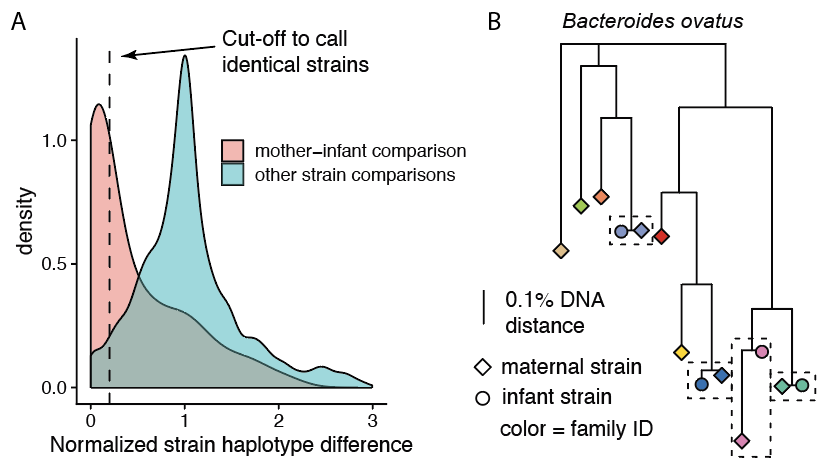 A
Cut-off to call
identical strains
mother–infant comparison
other strain comparisons
density
1.0
0.5
0.0
0
1
2
3
Normalized strain haplotype difference
B
Bacteroides ovatus
0.1% DNA
distance
maternal strain
infant strain
color = family ID